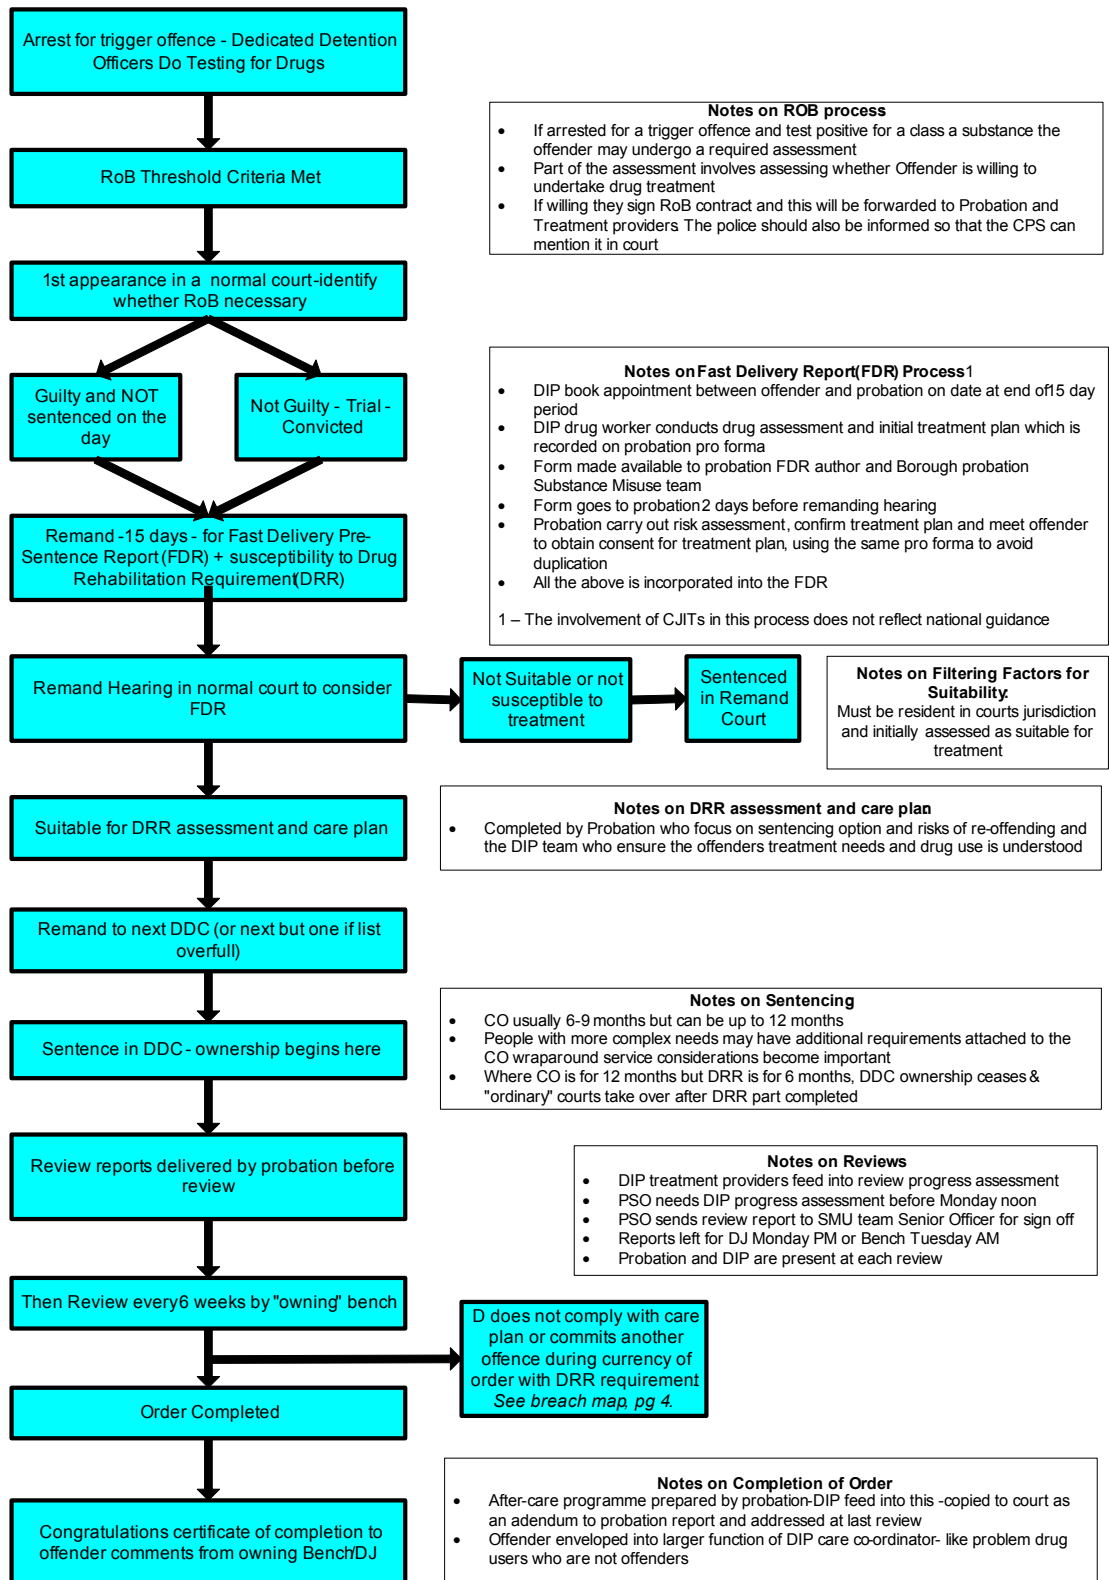 Arrest for trigger offence - Dedicated Detention
Officers Do Testing for Drugs
Notes on ROB process
• If arrested for a trigger offence and test positive for a class a substance the
offender may undergo a required assessment
• Part of the assessment involves assessing whether Offender is willing to
undertake drug treatment
• If willing they sign RoB contract and this will be forwarded to Probation and
Treatment providers. The police should also be informed so that the CPS can
mention it in court
RoB Threshold Criteria Met
1st appearance in a normal court-identify
whether RoB necessary
Guilty and NOT
sentenced on the
day
Not Guilty - Trial -
Convicted
Notes on Fast Delivery Report(FDR) Process1
• DIP book appointment between offender and probation on date at end of15 day
period
• DIP drug worker conducts drug assessment and initial treatment plan which is
recorded on probation pro forma
• Form made available to probation FDR author and Borough probation
Substance Misuse team
• Form goes to probation2 days before remanding hearing
• Probation carry out risk assessment, confirm treatment plan and meet offender
to obtain consent for treatment plan, using the same pro forma to avoid
duplication
• All the above is incorporated into the FDR
1 – The involvement of CJITs in this process does not reflect national guidance
Remand -15 days - for Fast Delivery Pre-
Sentence Report (FDR) + susceptibility to Drug
Rehabilitation Requirement(DRR)
Remand Hearing in normal court to consider
FDR
Not Suitable or not
susceptible to
treatment
Sentenced
in Remand
Court
Notes on Filtering Factors for
Suitability:
Must be resident in courts jurisdiction
and initially assessed as suitable for
treatment
Suitable for DRR assessment and care plan
Notes on DRR assessment and care plan:
• Completed by Probation who focus on sentencing option and risks of re-offending and
the DIP team who ensure the offenders treatment needs and drug use is understood
Remand to next DDC (or next but one if list
overfull)
Sentence in DDC - ownership begins here
Notes on Sentencing
• CO usually 6-9 months but can be up to 12 months
• People with more complex needs may have additional requirements attached to the
CO wraparound service considerations become important
• Where CO is for 12 months but DRR is for 6 months, DDC ownership ceases &
"ordinary" courts take over after DRR part completed
Review reports delivered by probation before
review
Notes on Reviews
• DIP treatment providers feed into review progress assessment
• PSO needs DIP progress assessment before Monday noon
• PSO sends review report to SMU team Senior Officer for sign off
• Reports left for DJ Monday PM or Bench Tuesday AM
• Probation and DIP are present at each review
Then Review every6 weeks by "owning" bench
D does not comply with care
plan or commits another
offence during currency of
order with DRR requirement.
See breach map, pg 4.
Order Completed
Congratulations certificate of completion to
offender comments from owning Bench/DJ
Notes on Completion of Order
• After-care programme prepared by probation-DIP feed into this -copied to court as
an adendum to probation report and addressed at last review
• Offender enveloped into larger function of DIP care co-ordinator- like problem drug
users who are not offenders